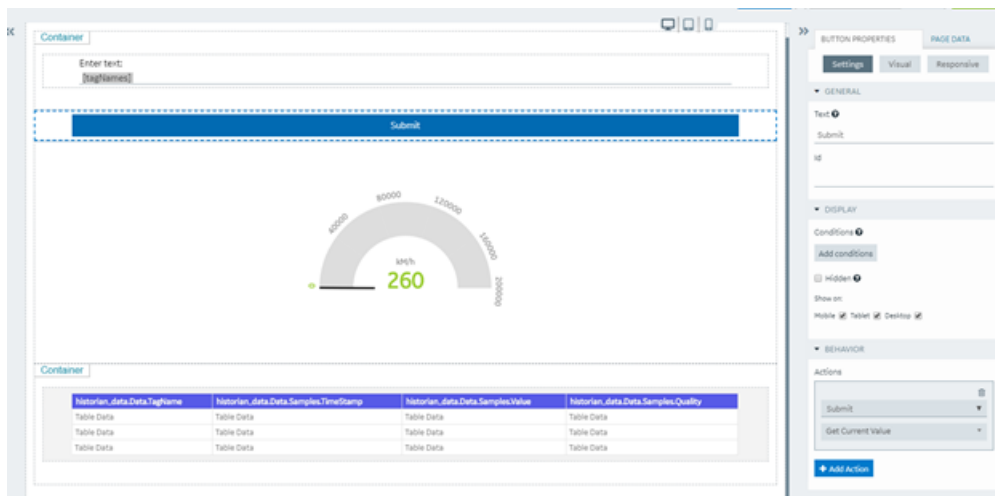 Container
Enter text:
[tagNames]
Submit
0
40000
80000
120000
160000
200000
kM/h
260
Container
historian_data.Data.TagName historian_data.Data.Samples.TimeStamp historian_data.Data.Samples.Value historian_data.Data.Samples.Quality
Table Data Table Data Table Data Table Data
Table Data Table Data Table Data Table Data
Table Data Table Data Table Data Table Data
BUTTON PROPERTIES PAGE DATA
Settings Visual Responsive
GENERAL
Text
Submit
Id
DISPLAY
Conditions
Add conditions
Hidden
Show on:
Mobile Tablet Desktop
BEHAVIOR
Actions
Submit
Get Current Value
+ Add Action